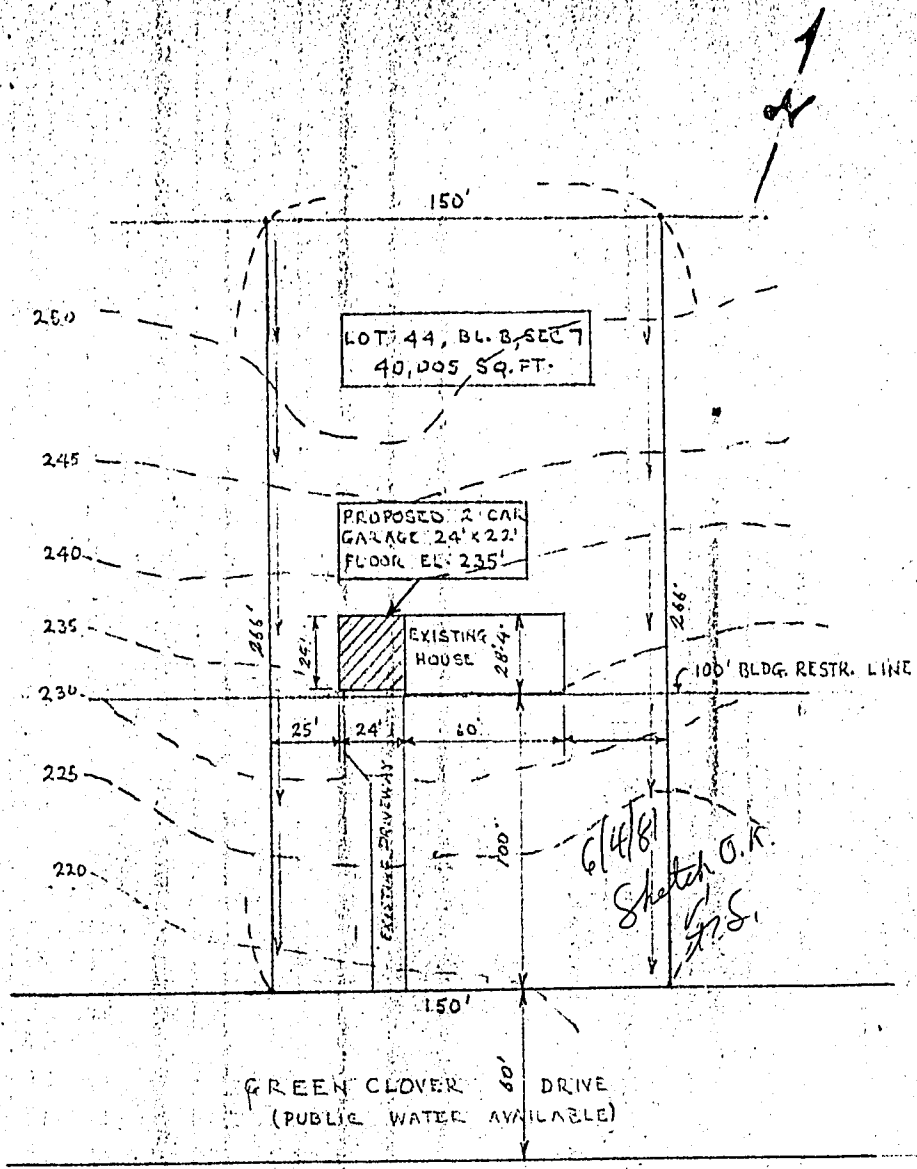 150'
250
LOT 44, BL. B, SEC 7
40,005 SQ. FT.
245
PROPOSED 2 CAR
GARAGE 24' x 22'
FLOOR EL. 235'
240
235
266'
EXISTING
HOUSE
28'4"
266'
100' BLDG. RESTR. LINE
230
25'
24'
60'
225
EXISTING DRIVEWAY
100'
6/4/81
Sketch O.K.
220
150'
60'
GREEN CLOVER DRIVE
(PUBLIC WATER AVAILABLE)